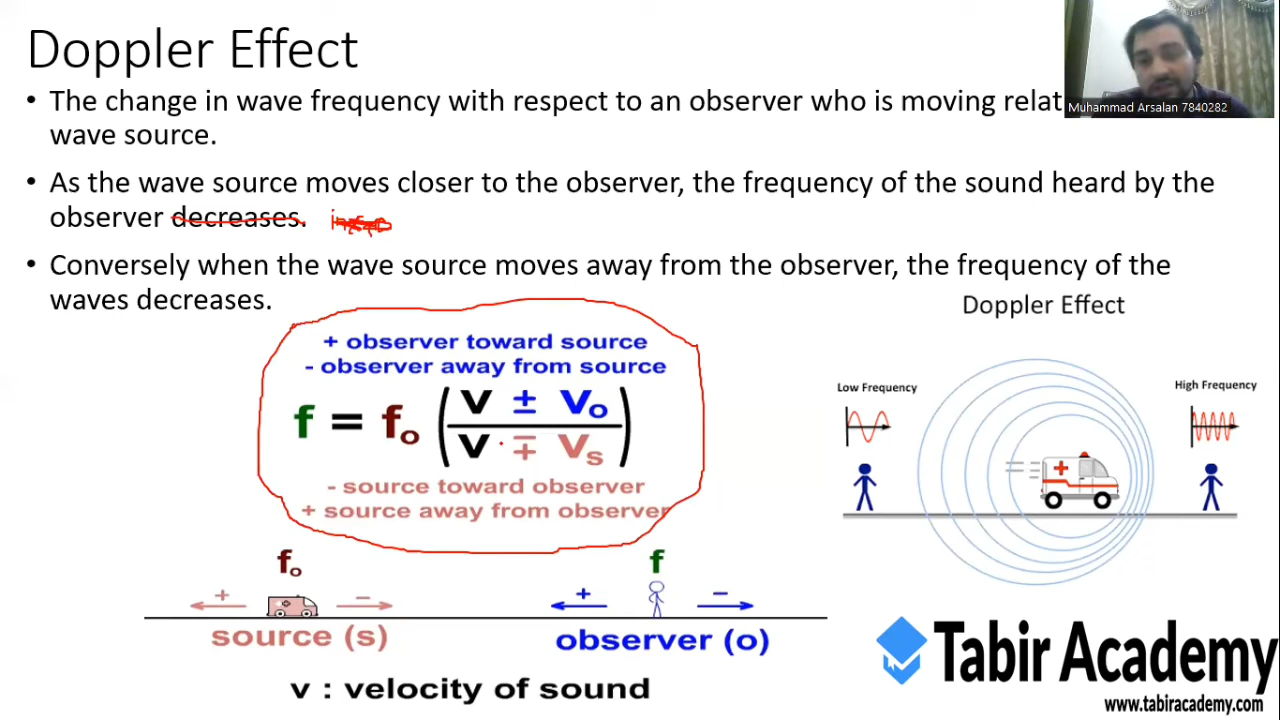 Doppler Effect
Muhammad Arsalan 7840282
• The change in wave frequency with respect to an observer who is moving relat
wave source.
• As the wave source moves closer to the observer, the frequency of the sound heard by the
observer decreases.
• Conversely when the wave source moves away from the observer, the frequency of the
waves decreases.
Doppler Effect
+ observer toward source
- observer away from source
f = fo ( V ± Vo / V ∓ Vs )
- source toward observer
+ source away from observer
fo
f
+ - + -
source (s) observer (o)
v : velocity of sound
Low Frequency High Frequency
Tabir Academy
www.tabiracademy.com